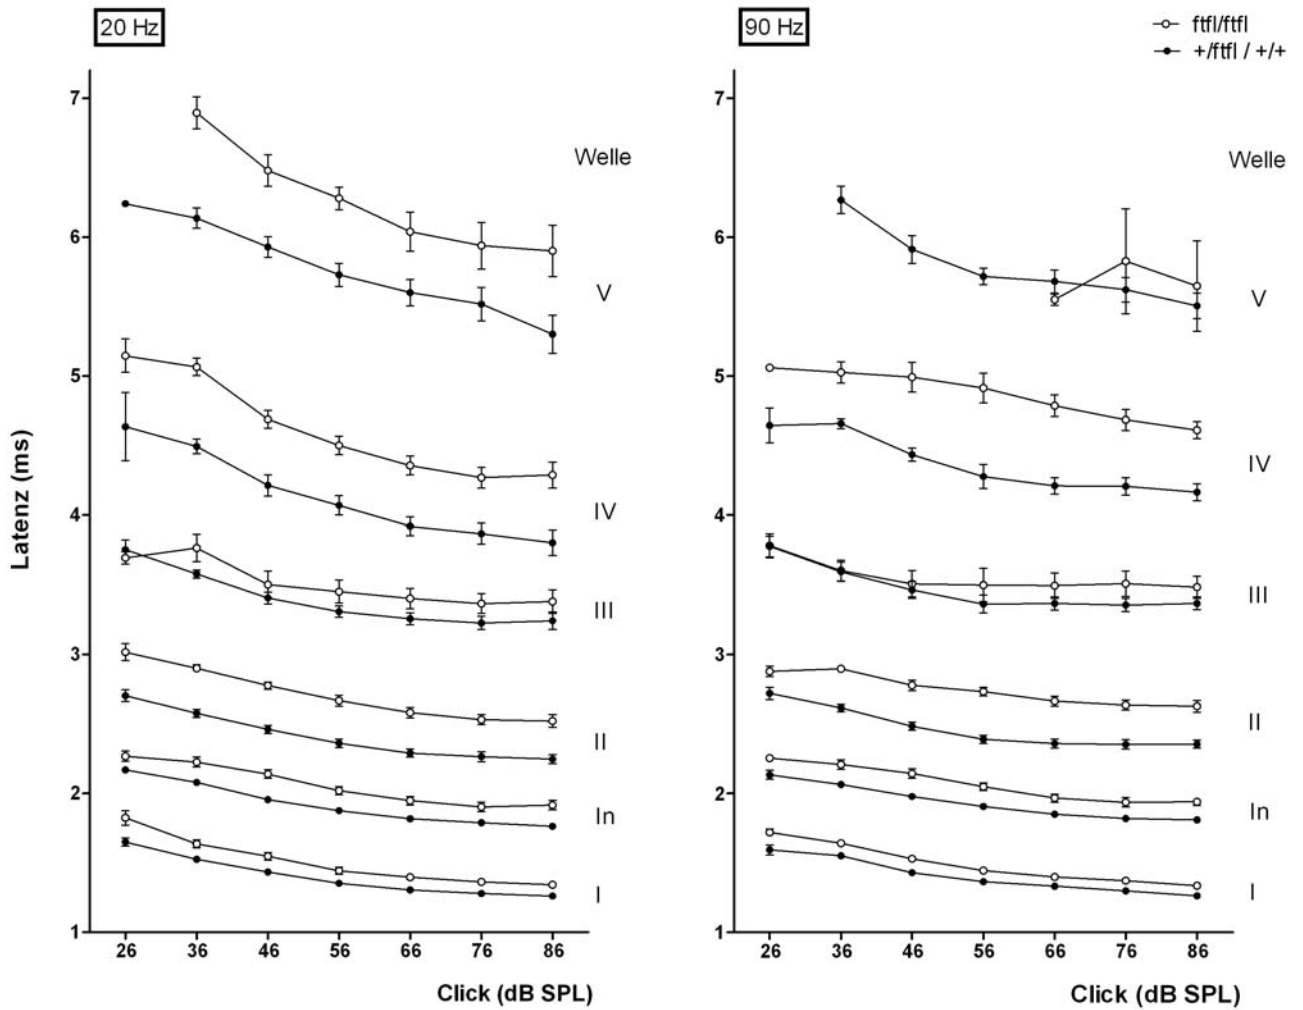 20 Hz
90 Hz
ftfl/ftfl
+/ftfl / +/+
Latenz (ms)
7
6
5
4
3
2
1
Welle
V
IV
III
II
In
I
26 36 46 56 66 76 86
Click (dB SPL)
7
6
5
4
3
2
1
Welle
V
IV
III
II
In
I
26 36 46 56 66 76 86
Click (dB SPL)